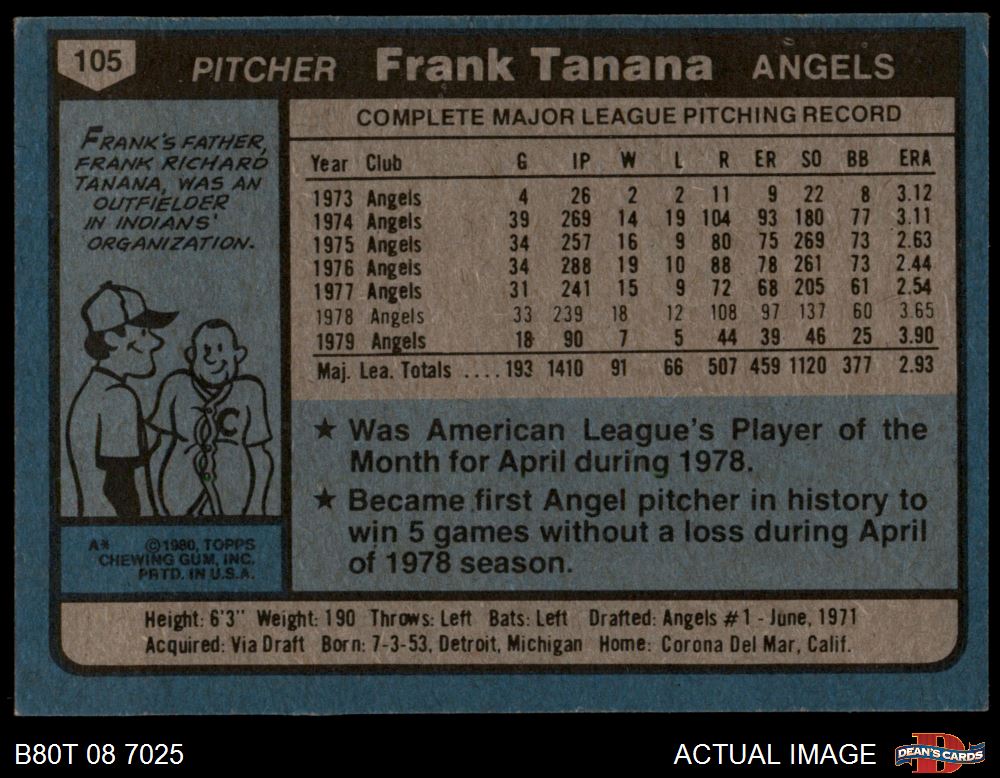 105 PITCHER Frank Tanana ANGELS
FRANK'S FATHER,
FRANK RICHARD
TANANA, WAS AN
OUTFIELDER
IN INDIANS'
ORGANIZATION.
C
A* ©1980, TOPPS
CHEWING GUM, INC.
PRTD. IN U.S.A.
COMPLETE MAJOR LEAGUE PITCHING RECORD
Year Club G IP W L R ER SO BB ERA
1973 Angels 4 26 2 2 11 9 22 8 3.12
1974 Angels 39 269 14 19 104 93 180 77 3.11
1975 Angels 34 257 16 9 80 75 269 73 2.63
1976 Angels 34 288 19 10 88 78 261 73 2.44
1977 Angels 31 241 15 9 72 68 205 61 2.54
1978 Angels 33 239 18 12 108 97 137 60 3.65
1979 Angels 18 90 7 5 44 39 46 25 3.90
Maj. Lea. Totals .... 193 1410 91 66 507 459 1120 377 2.93
★ Was American League's Player of the
Month for April during 1978.
★ Became first Angel pitcher in history to
win 5 games without a loss during April
of 1978 season.
Height: 6'3" Weight: 190 Throws: Left Bats: Left Drafted: Angels #1 - June, 1971
Acquired: Via Draft Born: 7-3-53, Detroit, Michigan Home: Corona Del Mar, Calif.
B80T 08 7025 ACTUAL IMAGE DEAN'S CARDS